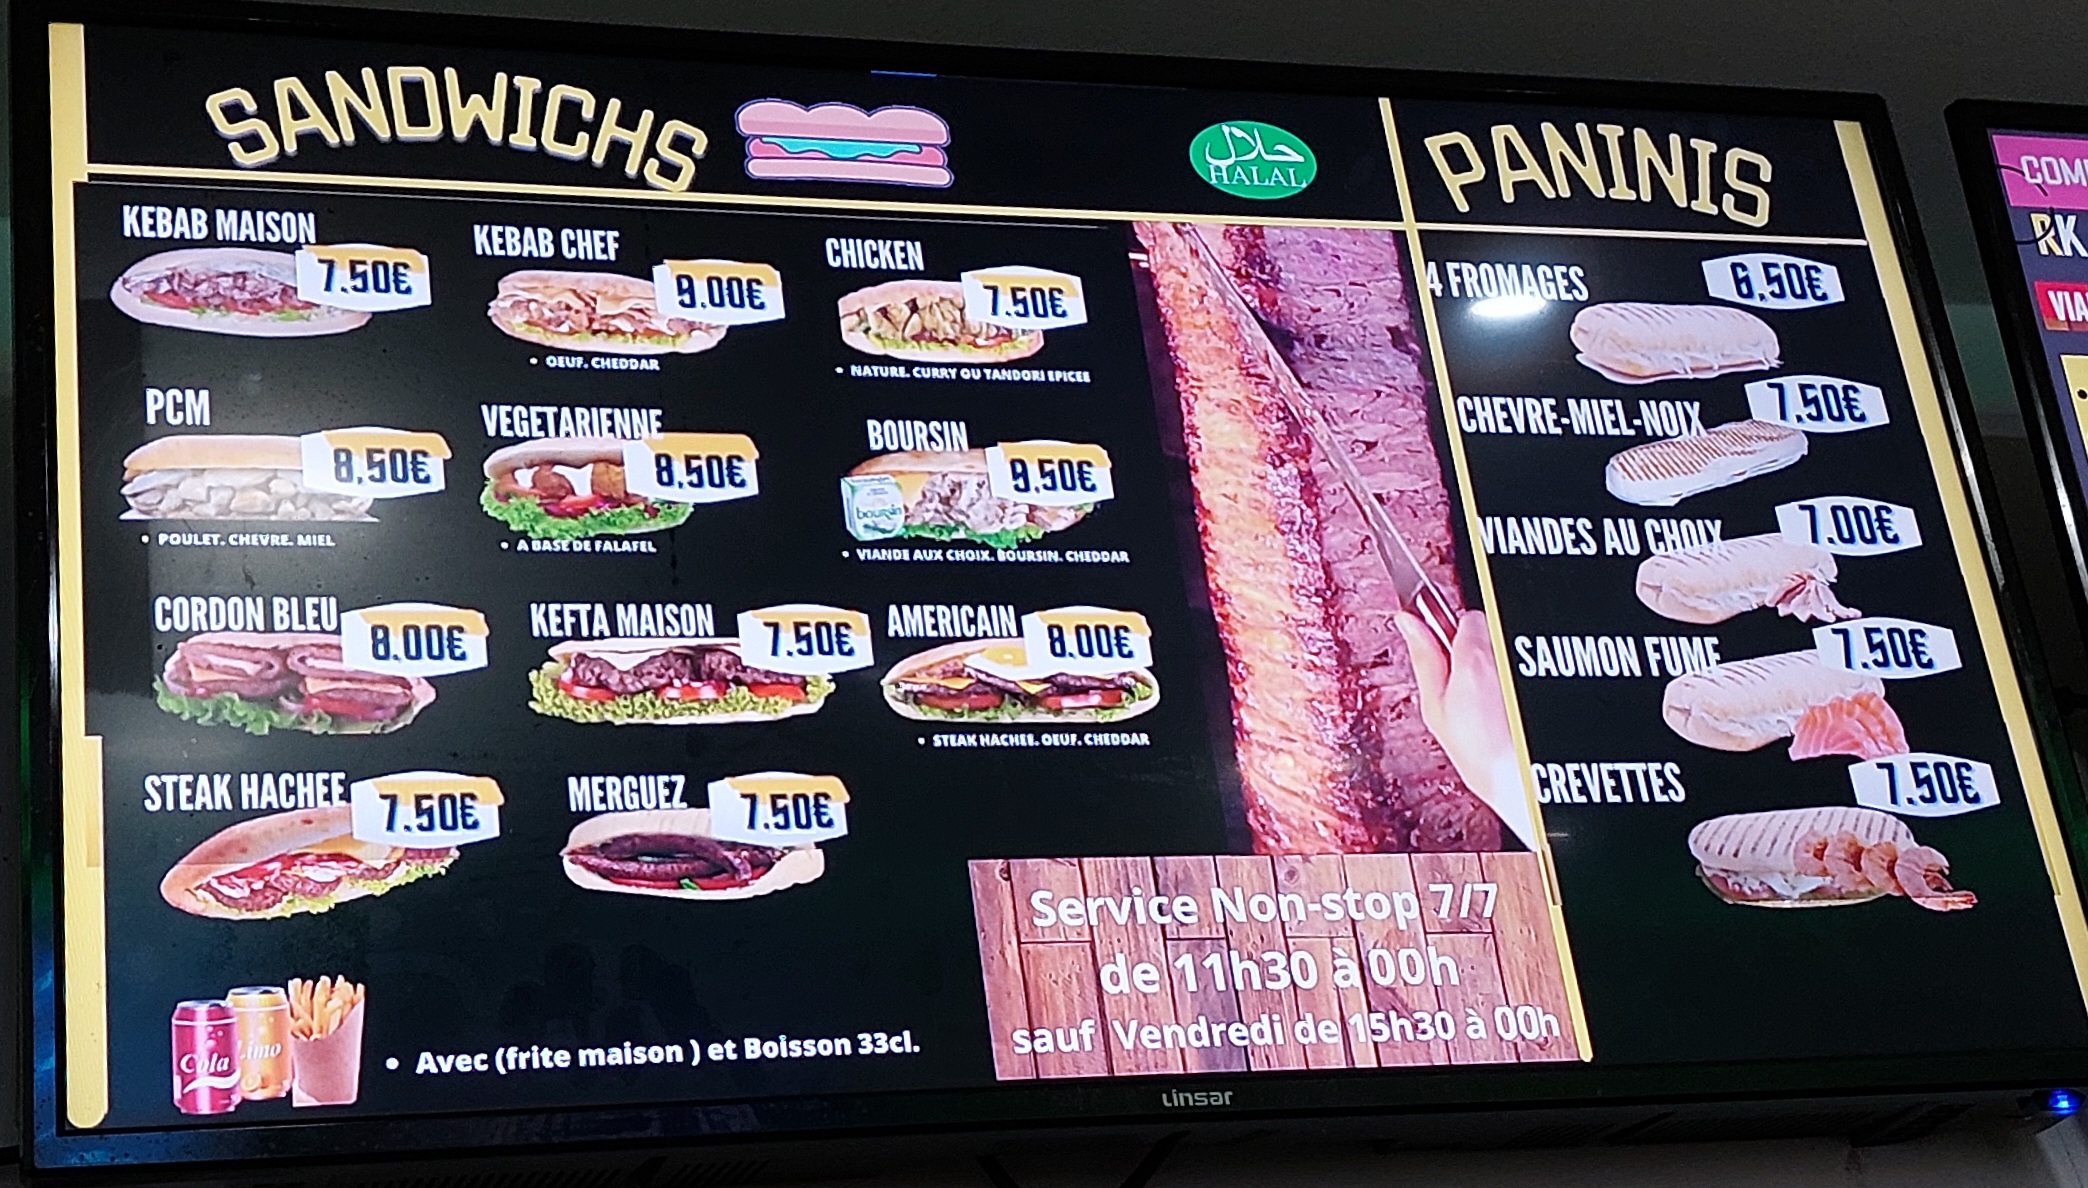 SANDWICHS
حلال
HALAL
PANINIS
KEBAB MAISON
7.50€
KEBAB CHEF
9.00€
• OEUF. CHEDDAR
CHICKEN
7.50€
• NATURE. CURRY OU TANDORI EPICEE
PCM
8,50€
• POULET. CHEVRE. MIEL
VEGETARIENNE
8,50€
• A BASE DE FALAFEL
BOURSIN
9,50€
boursin
• VIANDE AUX CHOIX. BOURSIN. CHEDDAR
CORDON BLEU
8.00€
KEFTA MAISON
7.50€
AMERICAIN
8.00€
• STEAK HACHEE. OEUF. CHEDDAR
STEAK HACHEE
7.50€
MERGUEZ
7.50€
4 FROMAGES
6,50€
CHEVRE-MIEL-NOIX
7,50€
VIANDES AU CHOIX
7.00€
SAUMON FUME
7.50€
CREVETTES
7.50€
Service Non-stop 7/7
de 11h30 à 00h
sauf Vendredi de 15h30 à 00h
Cola
Limo
• Avec (frite maison ) et Boisson 33cl.
Linsar
COM
RK
VIA